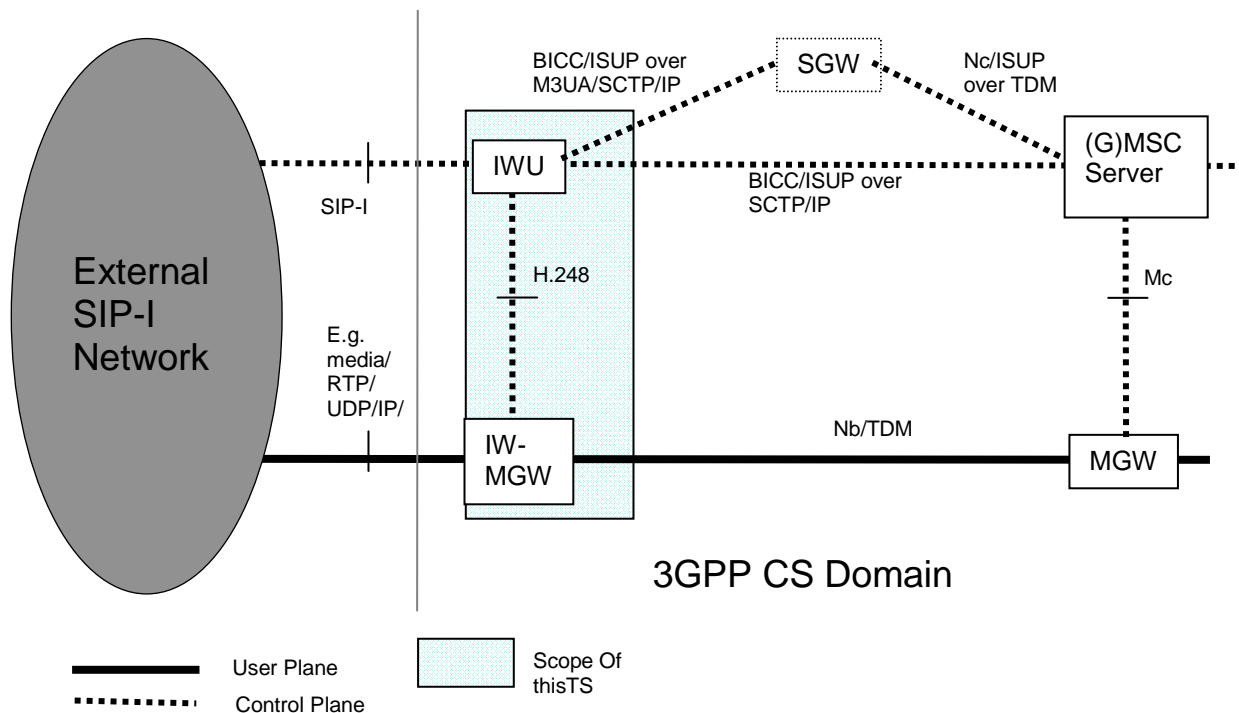 BICC/ISUP over
M3UA/SCTP/IP
SGW
Nc/ISUP
over TDM
IWU
(G)MSC
Server
SIP-I
BICC/ISUP over
SCTP/IP
External
SIP-I
Network
H.248
Mc
E.g.
media/
RTP/
UDP/IP/
IW-
MGW
Nb/TDM
MGW
3GPP CS Domain
User Plane
Control Plane
Scope Of
thisTS